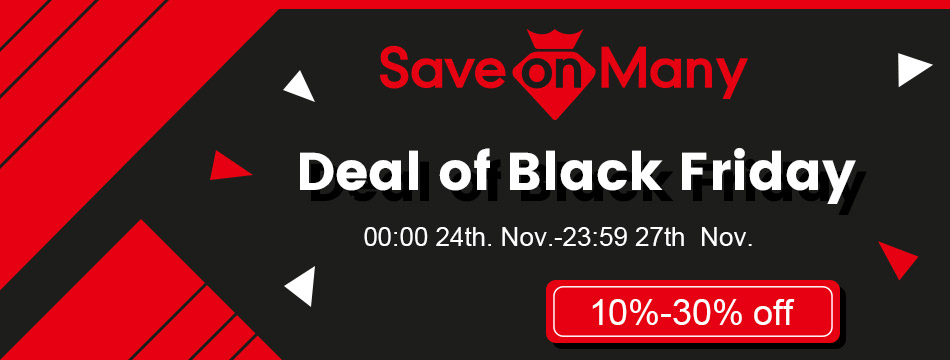 Save on Many
Deal of Black Friday
00:00 24th. Nov.-23:59 27th  Nov.
10%-30% off